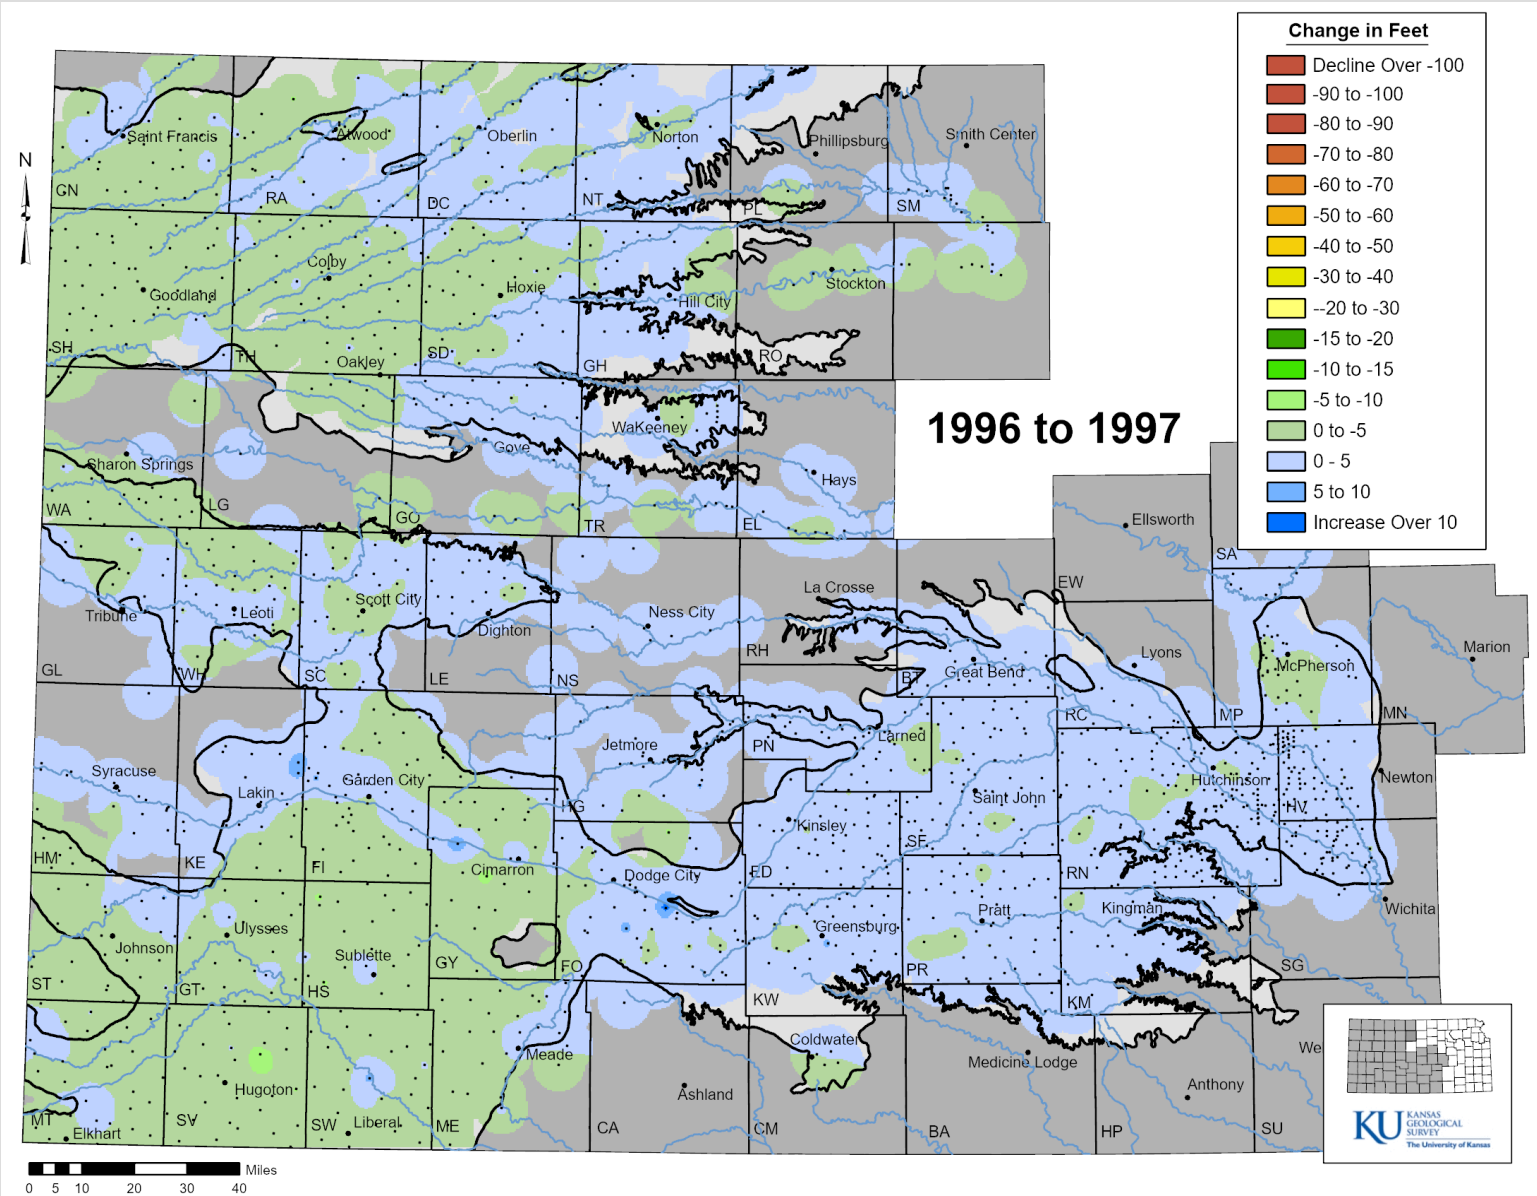 Change in Feet
Decline Over -100
-90 to -100
-80 to -90
-70 to -80
-60 to -70
-50 to -60
-40 to -50
-30 to -40
--20 to -30
-15 to -20
-10 to -15
-5 to -10
0 to -5
0 - 5
5 to 10
Increase Over 10
1996 to 1997
N
Saint Francis
Atwood
Oberlin
Norton
Phillipsburg
Smith Center
CN
RA
DC
NT
PL
SM
Goodland
Colby
Hoxie
Hill City
Stockton
SH
TH
Oakley
SD
GH
RO
Sharon Springs
Gove
WaKeeney
Hays
WA
LG
GO
TR
EL
Ellsworth
SA
EW
Tribune
Leoti
Scott City
Dighton
Ness City
La Crosse
Great Bend
Lyons
McPherson
Marion
GL
WH
SC
LE
NS
RH
BT
RC
MP
MN
Syracuse
Lakin
Garden City
Jetmore
PN
Larned
Hutchinson
Newton
HM
KE
FI
HG
Kinsley
Saint John
SF
HV
Cimarron
Dodge City
ED
RN
Johnson
Ulysses
Sublette
Greensburg
Pratt
Kingman
Wichita
ST
GT
HS
GY
FO
KW
PR
KM
SG
Meade
Coldwater
Medicine Lodge
We
Hugoton
Ashland
Anthony
MT
Elkhart
SV
SW
Liberal
ME
CA
CM
BA
HP
SU
KU
KANSAS
GEOLOGICAL
SURVEY
The University of Kansas
Miles
0 5 10 20 30 40